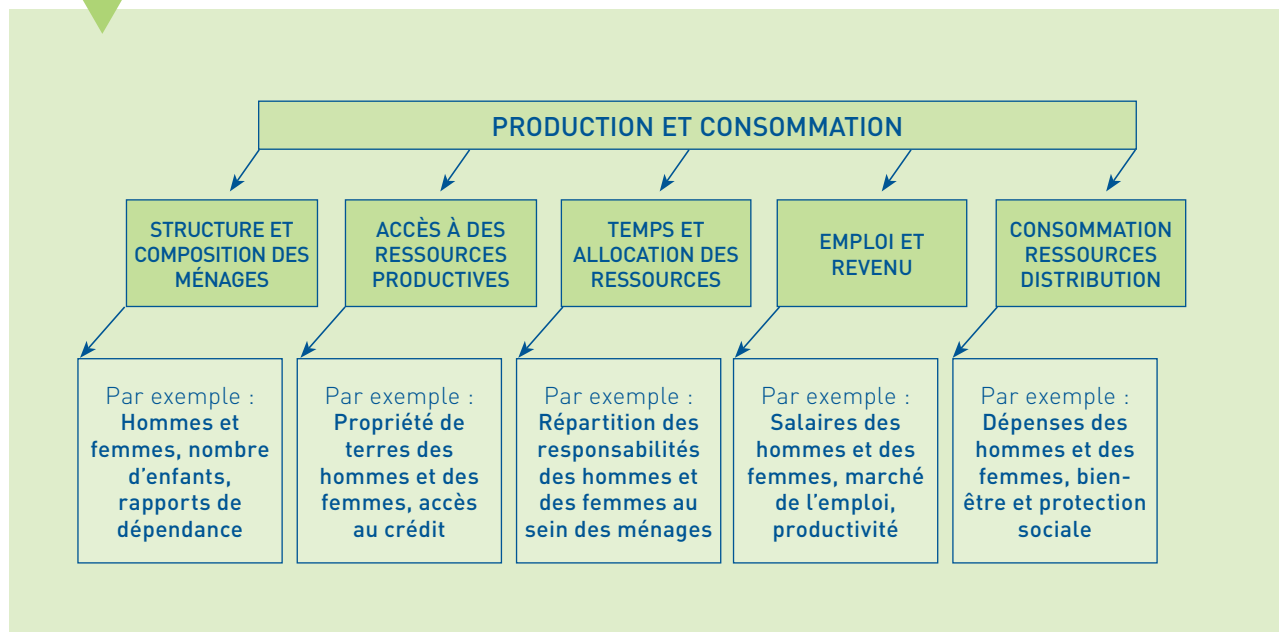 PRODUCTION ET CONSOMMATION
STRUCTURE ET
COMPOSITION DES
MÉNAGES
ACCÈS À DES
RESSOURCES
PRODUCTIVES
TEMPS ET
ALLOCATION DES
RESSOURCES
EMPLOI ET
REVENU
CONSOMMATION
RESSOURCES
DISTRIBUTION
Par exemple :
Hommes et
femmes, nombre
d’enfants,
rapports de
dépendance
Par exemple :
Propriété de
terres des
hommes et des
femmes, accès
au crédit
Par exemple :
Répartition des
responsabilités
des hommes et
des femmes au
sein des ménages
Par exemple :
Salaires des
hommes et des
femmes, marché
de l’emploi,
productivité
Par exemple :
Dépenses des
hommes et des
femmes, bien-
être et protection
sociale